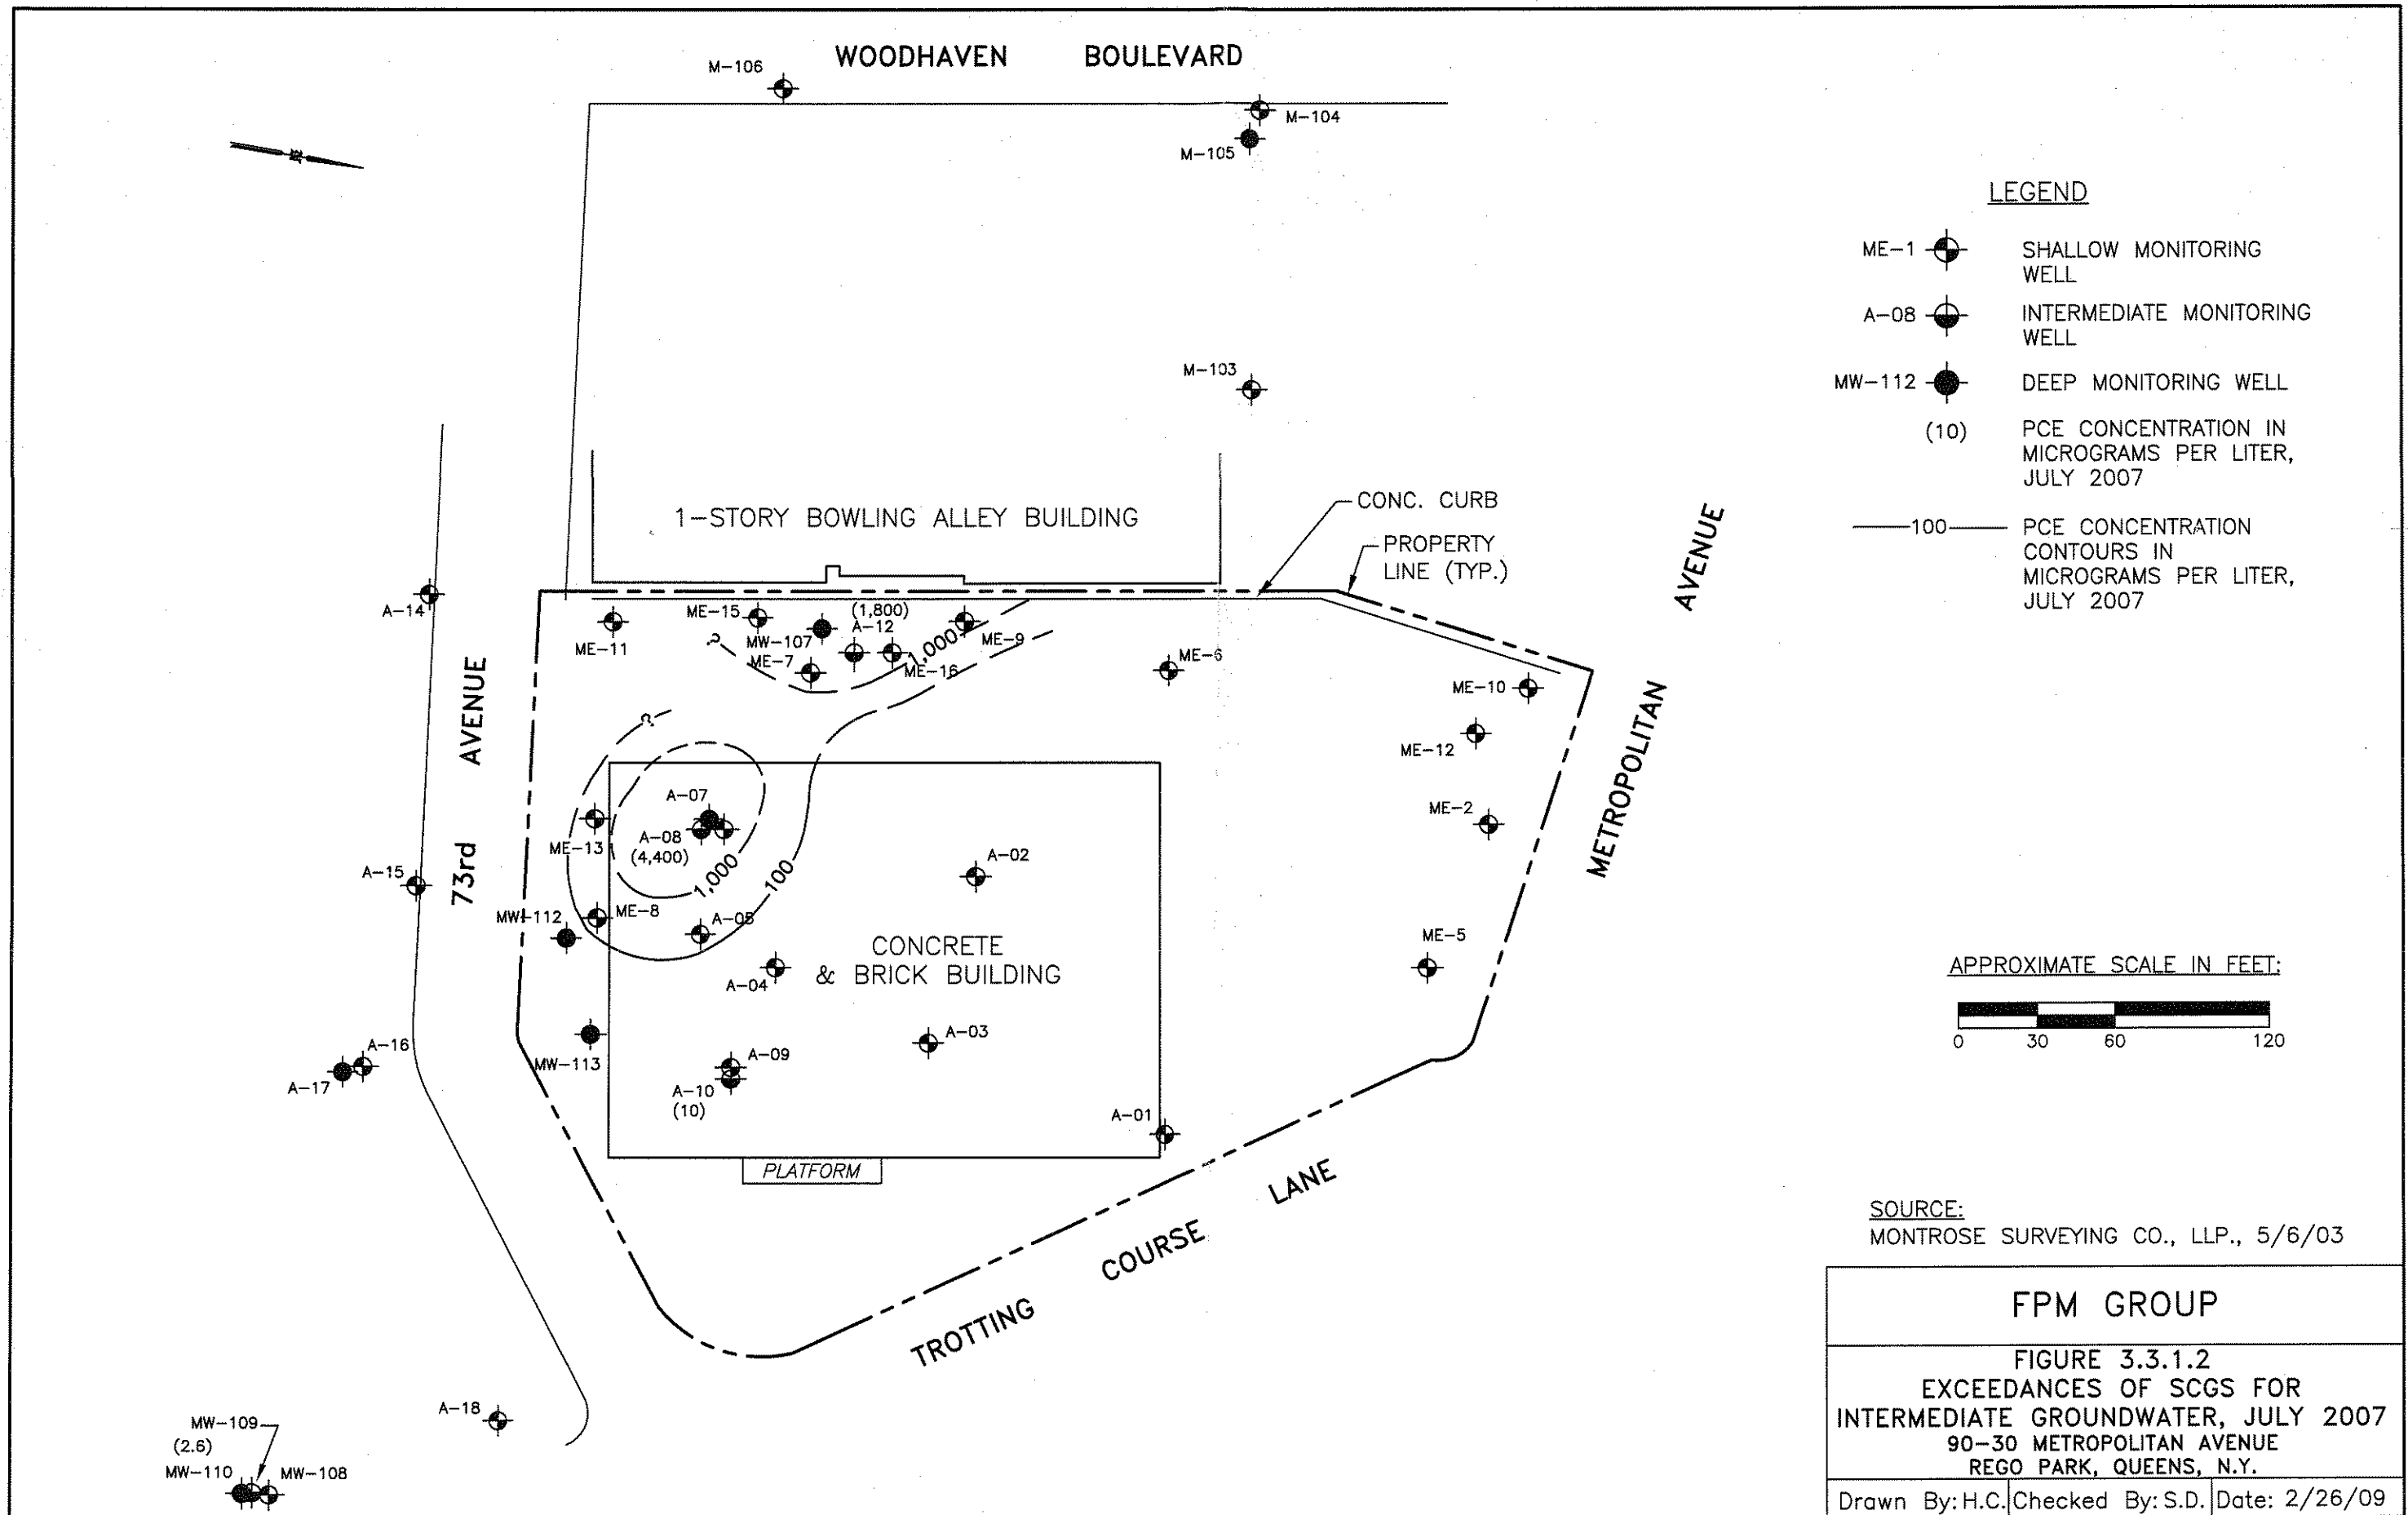 WOODHAVEN BOULEVARD
M-106
M-104
M-105
M-103
LEGEND
ME-1 SHALLOW MONITORING
WELL
A-08 INTERMEDIATE MONITORING
WELL
MW-112 DEEP MONITORING WELL
(10) PCE CONCENTRATION IN
MICROGRAMS PER LITER,
JULY 2007
100 PCE CONCENTRATION
CONTOURS IN
MICROGRAMS PER LITER,
JULY 2007
1-STORY BOWLING ALLEY BUILDING
CONC. CURB
PROPERTY
LINE (TYP.)
METROPOLITAN AVENUE
73rd AVENUE
A-14
ME-11
ME-15
(1,800)
MW-107
A-12
ME-7
ME-16
ME-9
1,000
?
ME-6
ME-10
ME-12
ME-2
ME-5
?
A-07
A-08
(4,400)
ME-13
1,000
100
A-02
A-15
MW-112
ME-8
A-05
A-04
CONCRETE
& BRICK BUILDING
A-03
MW-113
A-09
A-10
(10)
A-16
A-17
A-01
PLATFORM
TROTTING COURSE LANE
A-18
MW-109
(2.6)
MW-110
MW-108
APPROXIMATE SCALE IN FEET:
0 30 60 120
SOURCE:
MONTROSE SURVEYING CO., LLP., 5/6/03
FPM GROUP
FIGURE 3.3.1.2
EXCEEDANCES OF SCGS FOR
INTERMEDIATE GROUNDWATER, JULY 2007
90-30 METROPOLITAN AVENUE
REGO PARK, QUEENS, N.Y.
Drawn By: H.C. Checked By: S.D. Date: 2/26/09